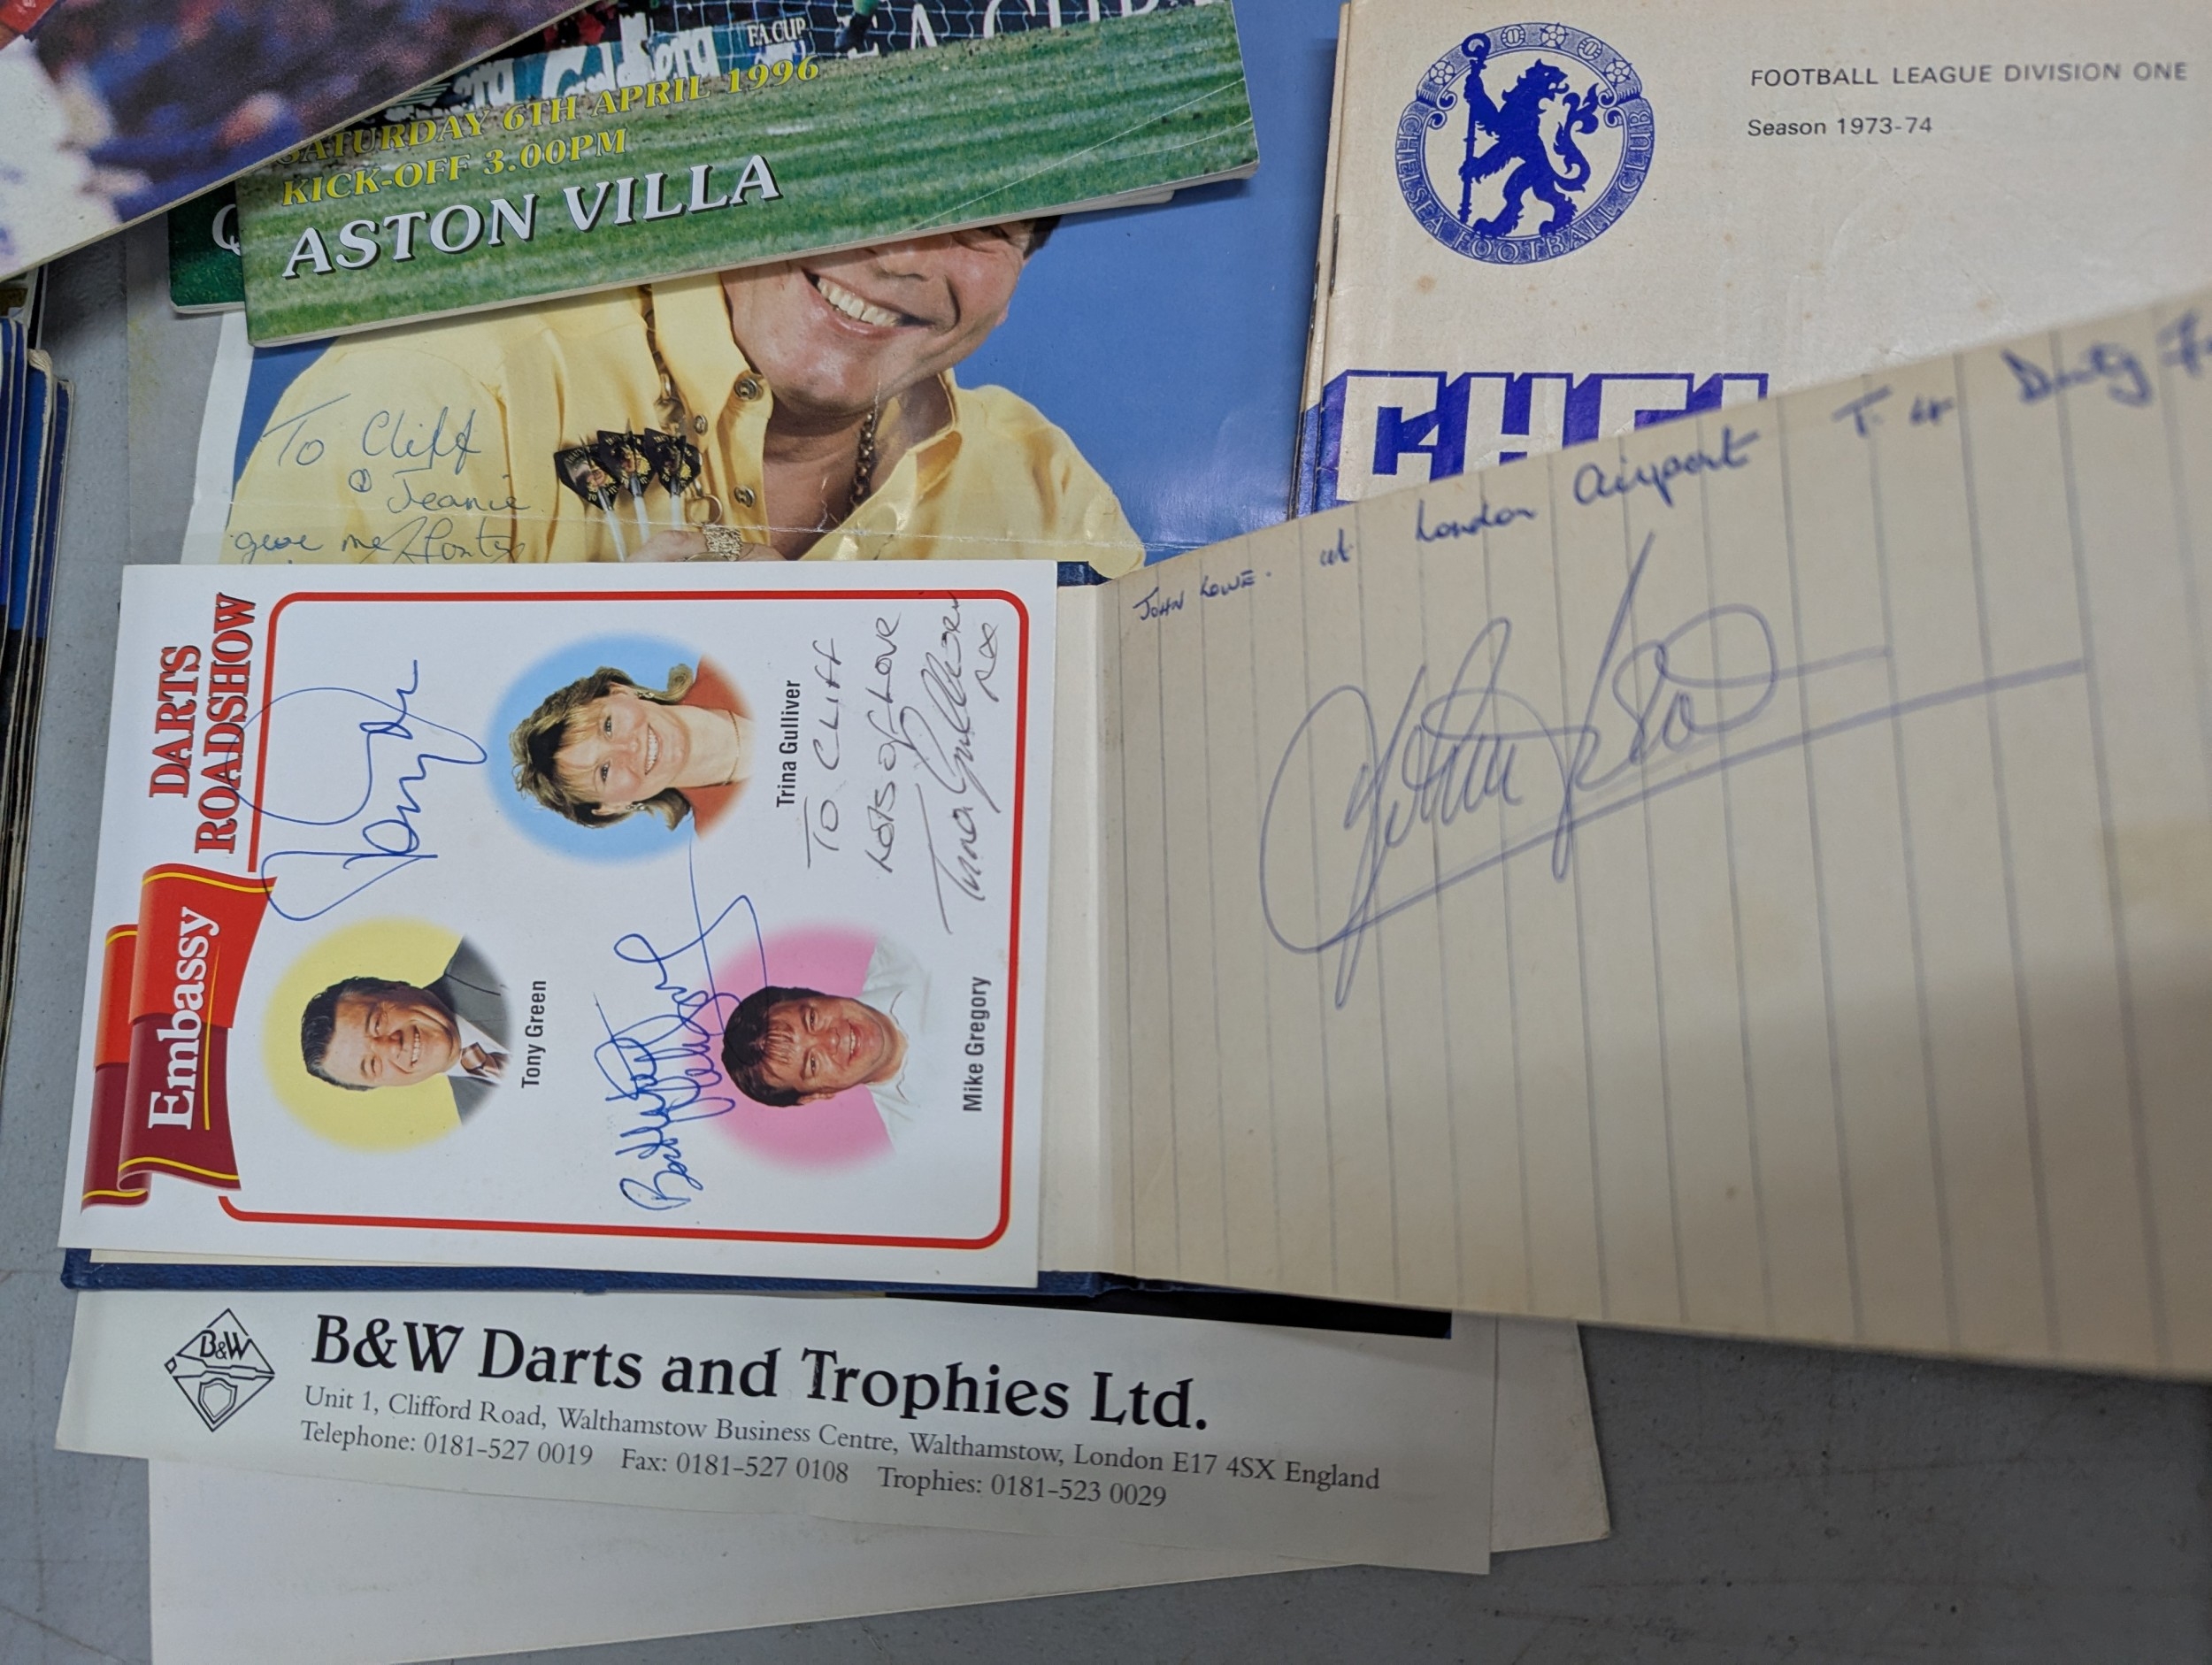 F.A.CUP
SATURDAY 6TH APRIL 1996
KICK-OFF 3.00PM
ASTON VILLA
CHELSEA FOOTBALL CLUB
FOOTBALL LEAGUE DIVISION ONE
Season 1973-74
CHEL
To Cliff
& Jeanie
give me
JOHN LOWE. at London Airport
Embassy
DARTS
ROADSHOW
Tony Green
Trina Gulliver
TO CLIFF
LOTS OF LOVE
Trina Gulliver
Mike Gregory
B&W
B&W Darts and Trophies Ltd.
Unit 1, Clifford Road, Walthamstow Business Centre, Walthamstow, London E17 4SX England
Telephone: 0181-527 0019 Fax: 0181-527 0108 Trophies: 0181-523 0029